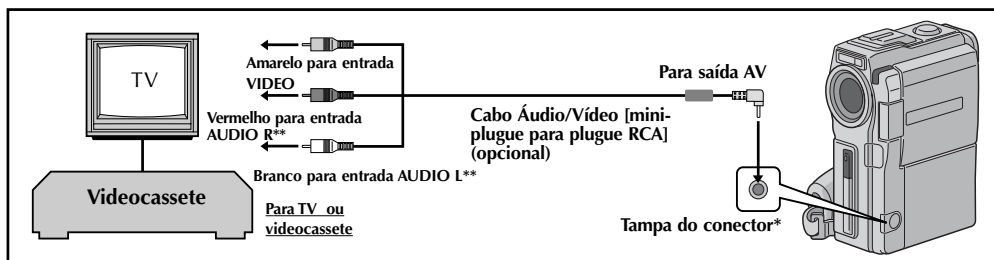 TV
Amarelo para entrada
VIDEO
Vermelho para entrada
AUDIO R**
Branco para entrada AUDIO L**
Videocassete
Para TV ou
videocassete
Cabo Áudio/Vídeo [mini-
plugue para plugue RCA]
(opcional)
Para saída AV
Tampa do conector*